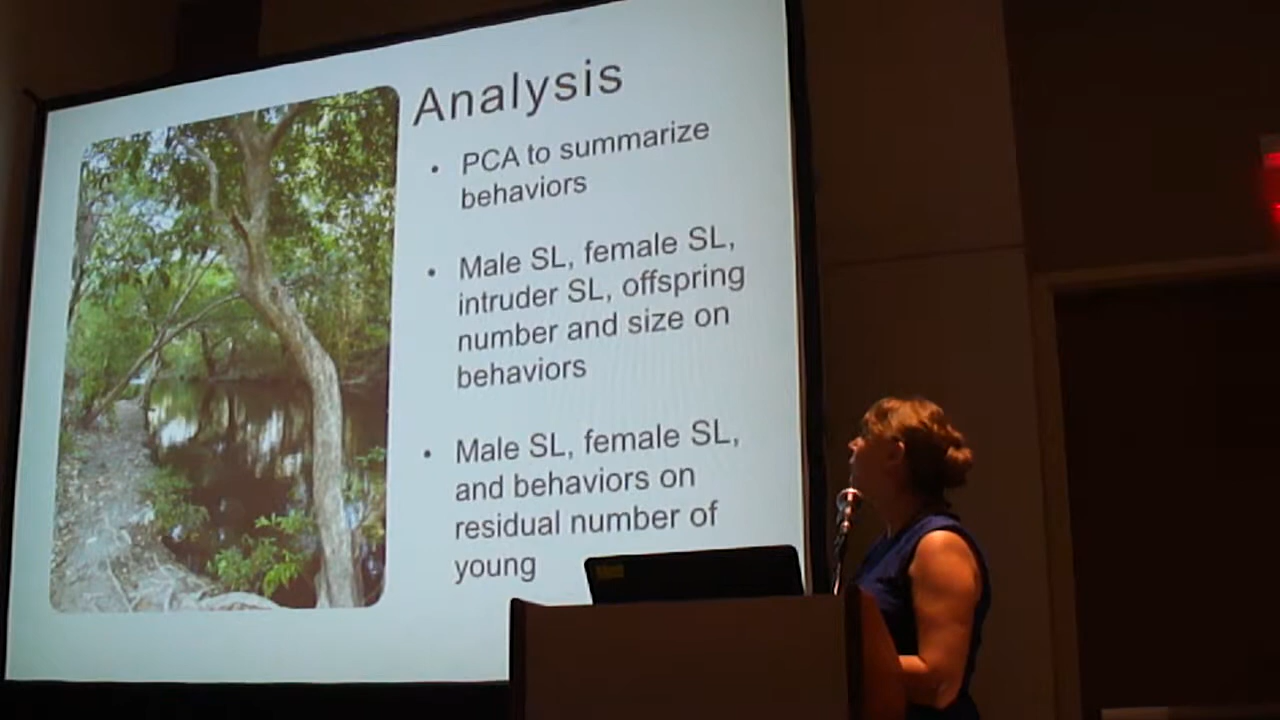 Analysis
• PCA to summarize
behaviors
• Male SL, female SL,
intruder SL, offspring
number and size on
behaviors
• Male SL, female SL,
and behaviors on
residual number of
young